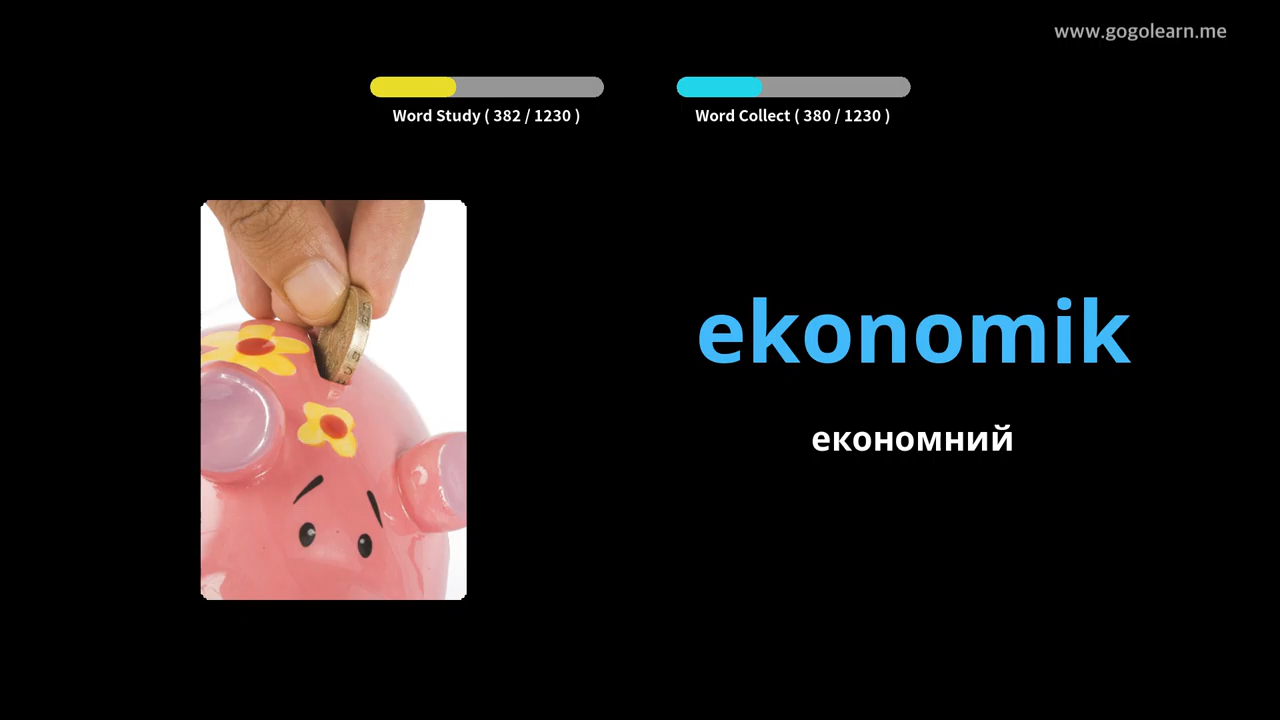 www.gogolearn.me
Word Study ( 382 / 1230 )
Word Collect ( 380 / 1230 )
ekonomik
економний